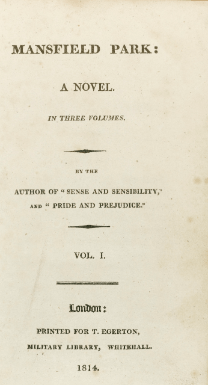 MANSFIELD PARK:
A NOVEL.
IN THREE VOLUMES.
BY THE
AUTHOR OF "SENSE AND SENSIBILITY,"
AND "PRIDE AND PREJUDICE."
VOL. I.
London:
PRINTED FOR T. EGERTON,
MILITARY LIBRARY, WHITEHALL.
1814.